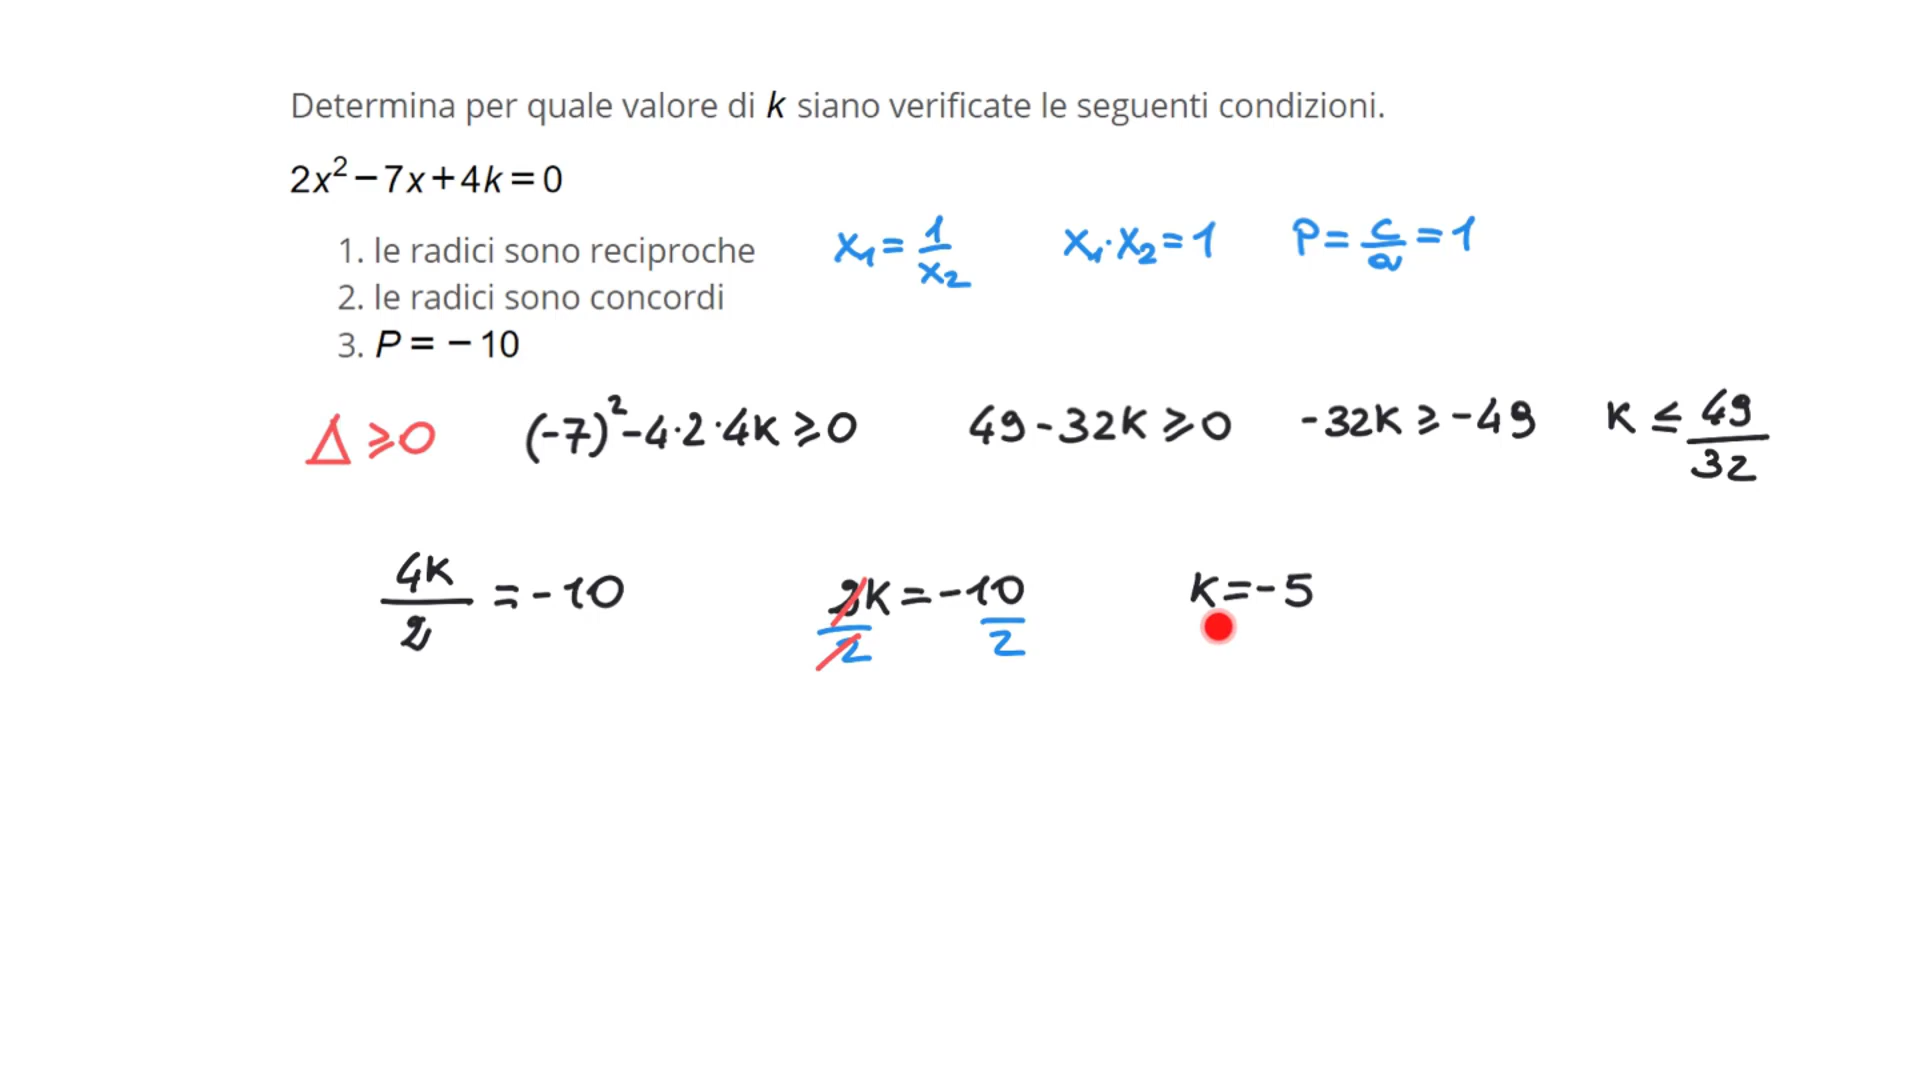 Determina per quale valore di k siano verificate le seguenti condizioni.
2x²−7x+4k=0
1. le radici sono reciproche x₁=1/x₂ x₁·x₂=1 P=c/a=1
2. le radici sono concordi
3. P=−10
Δ⩾0 (-7)²-4·2·4k⩾0 49-32k⩾0 -32k⩾-49 k≤49/32
4k/2=-10 2k/2=-10/2 k=-5